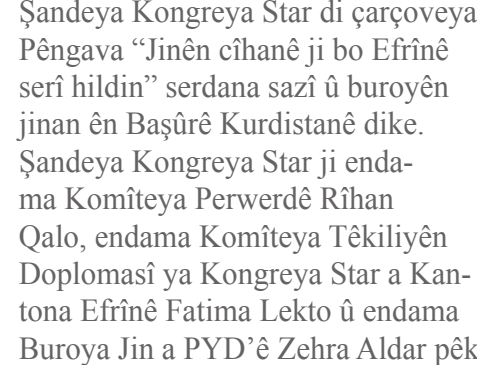 Şandeya Kongreya Star di çarçoveya
Pêngava “Jinên cîhanê ji bo Efrînê
serî hildin” serdana sazî û buroyên
jinan ên Başûrê Kurdistanê dike.
Şandeya Kongreya Star ji enda-
ma Komîteya Perwerdê Rîhan
Qalo, endama Komîteya Têkiliyên
Doplomasî ya Kongreya Star a Kan-
tona Efrînê Fatima Lekto û endama
Buroya Jin a PYD’ê Zehra Aldar pêk